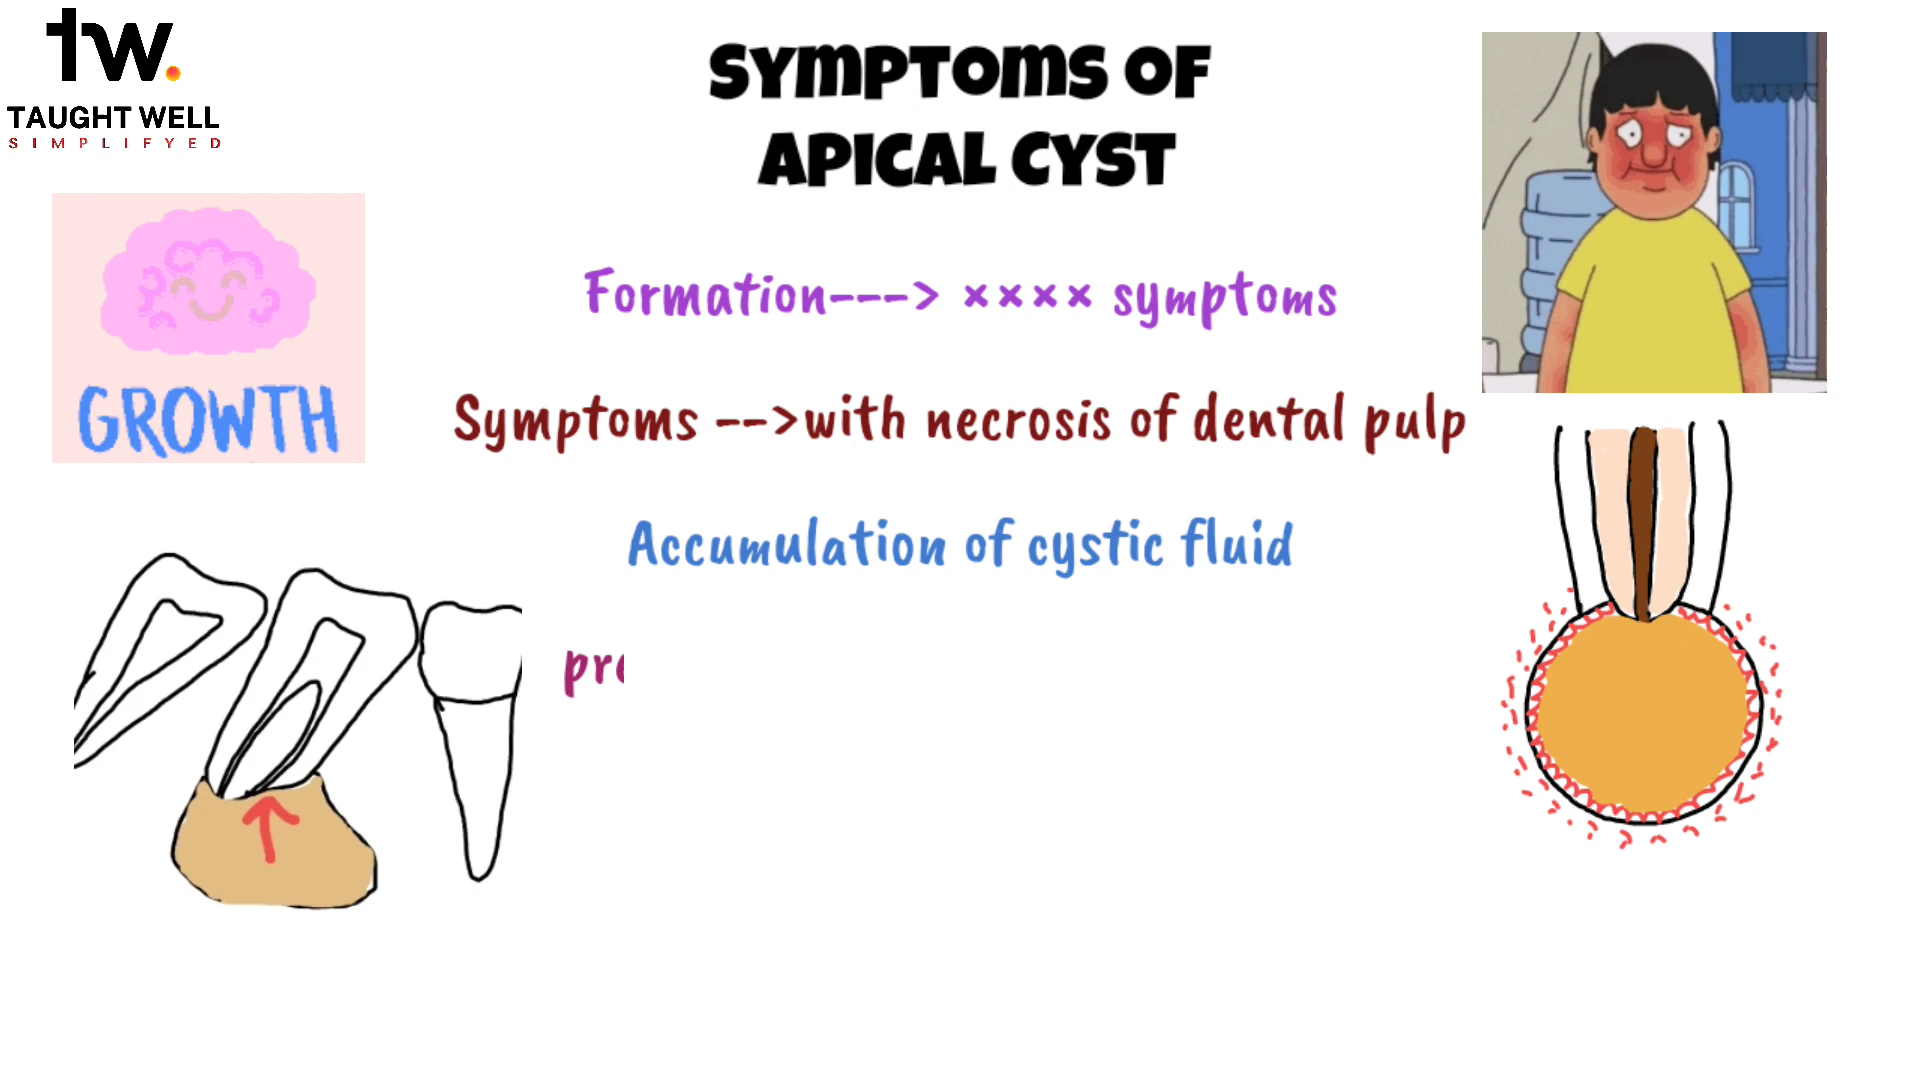 tw.
TAUGHT WELL
SIMPLIFYED
SYMPTOMS OF
APICAL CYST
GROWTH
Formation---> ×××× symptoms
Symptoms -->with necrosis of dental pulp
Accumulation of cystic fluid